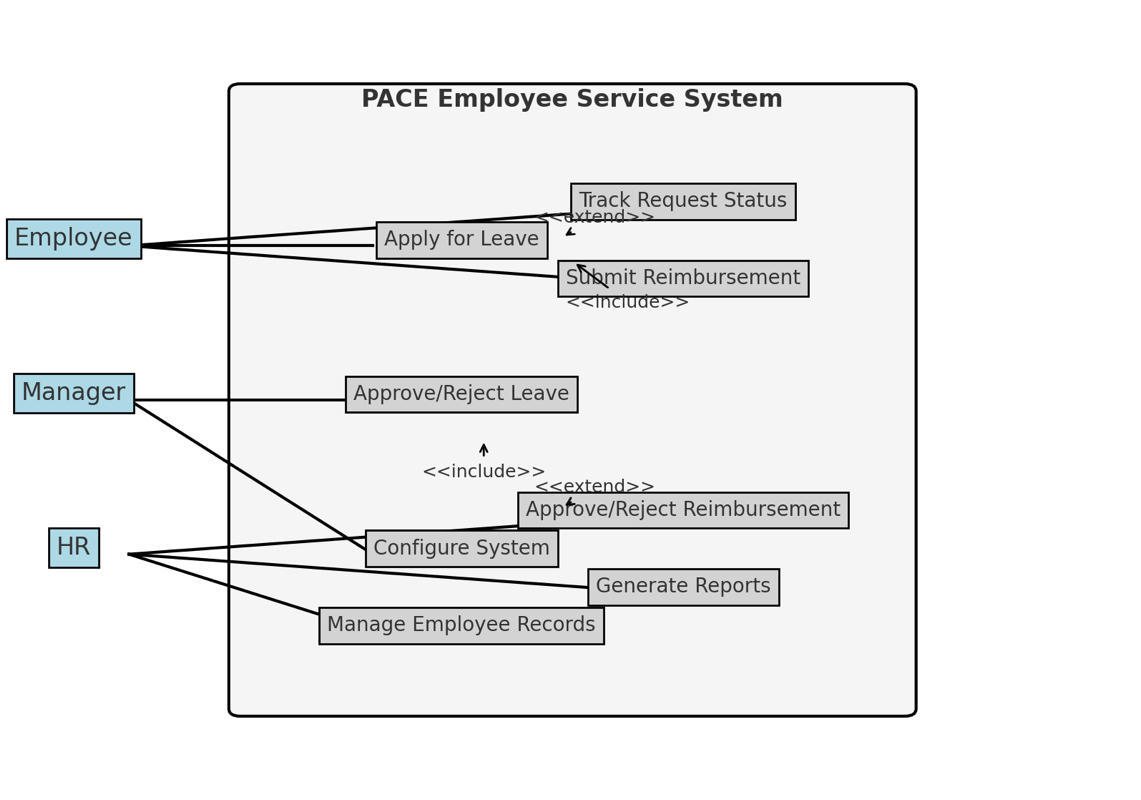 PACE Employee Service System
Track Request Status
<<extend>>
Employee
Apply for Leave
Submit Reimbursement
<<include>>
Manager
Approve/Reject Leave
<<include>>
<<extend>>
Approve/Reject Reimbursement
HR
Configure System
Generate Reports
Manage Employee Records